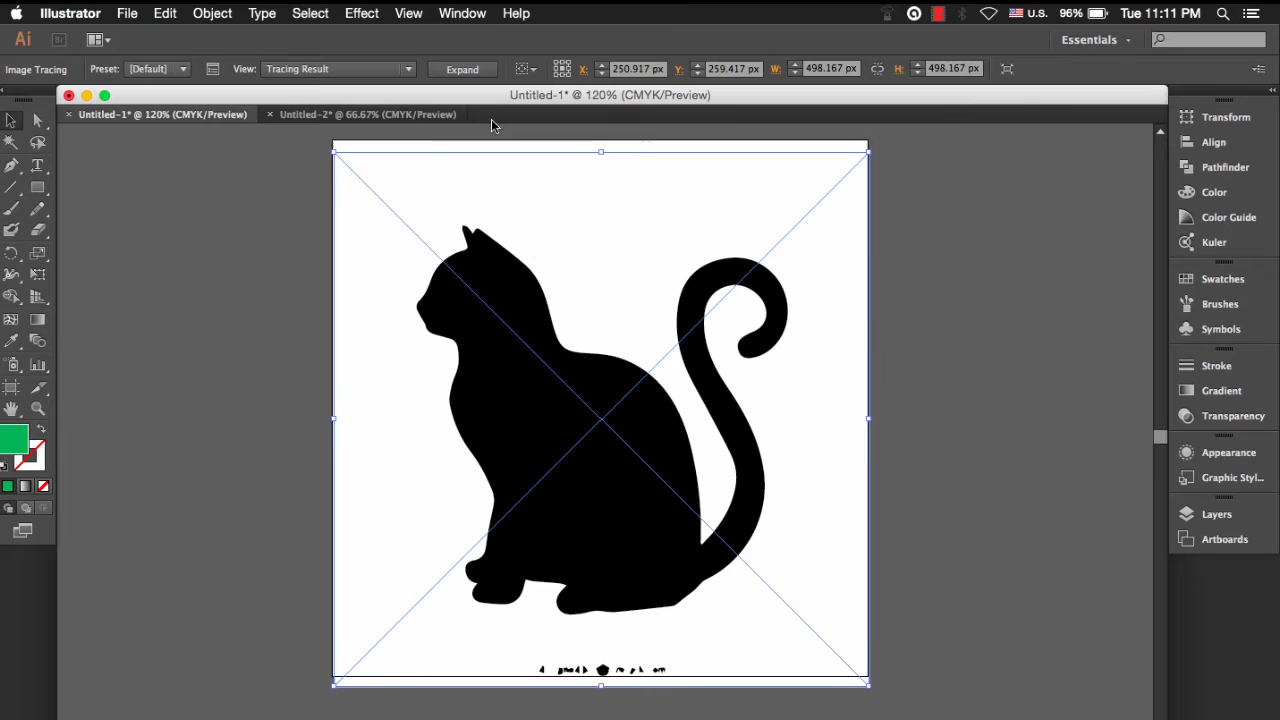 Illustrator File Edit Object Type Select Effect View Window Help U.S. 96% Tue 11:11 PM
Ai Br Essentials
Image Tracing Preset: [Default] View: Tracing Result Expand X: 250.917 px Y: 259.417 px W: 498.167 px H: 498.167 px
Untitled-1* @ 120% (CMYK/Preview)
× Untitled-1* @ 120% (CMYK/Preview) × Untitled-2* @ 66.67% (CMYK/Preview)
Transform
Align
Pathfinder
Color
Color Guide
Kuler
Swatches
Brushes
Symbols
Stroke
Gradient
Transparency
Appearance
Graphic Styl...
Layers
Artboards